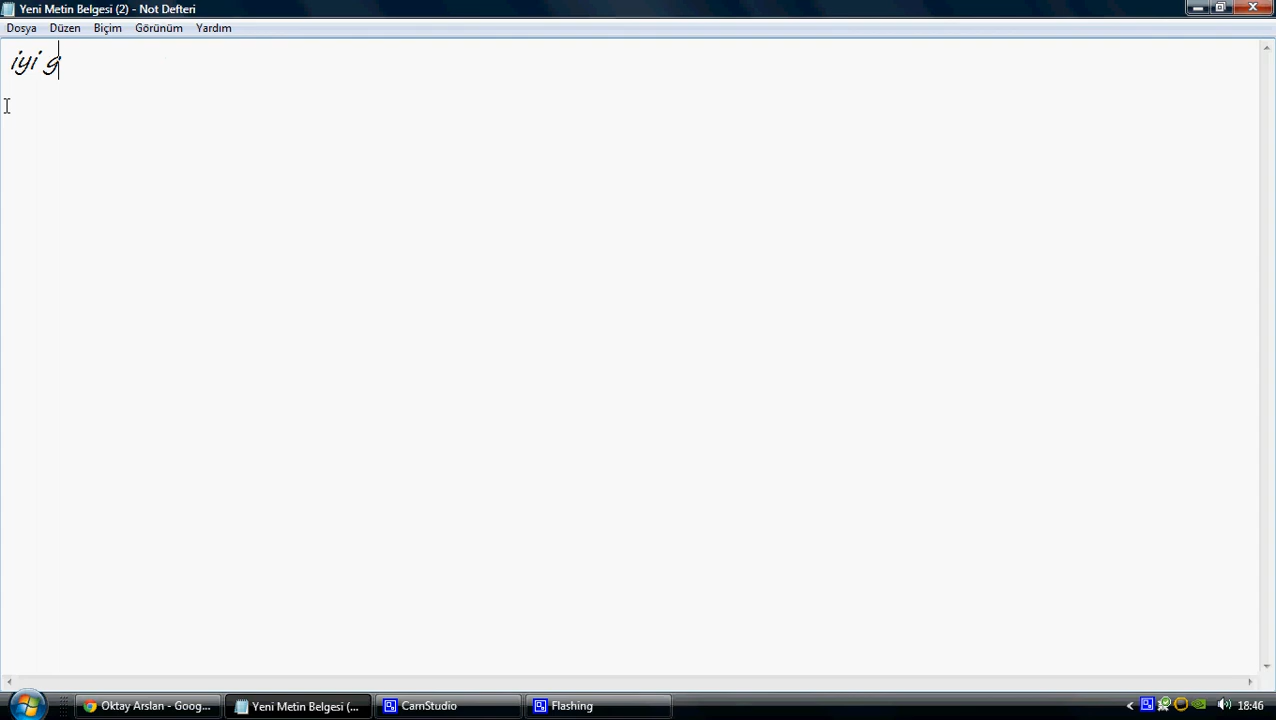 Yeni Metin Belgesi (2) - Not Defteri
Dosya Düzen Biçim Görünüm Yardım
iyi g
Oktay Arslan - Goog... Yeni Metin Belgesi (... CamStudio Flashing 18:46